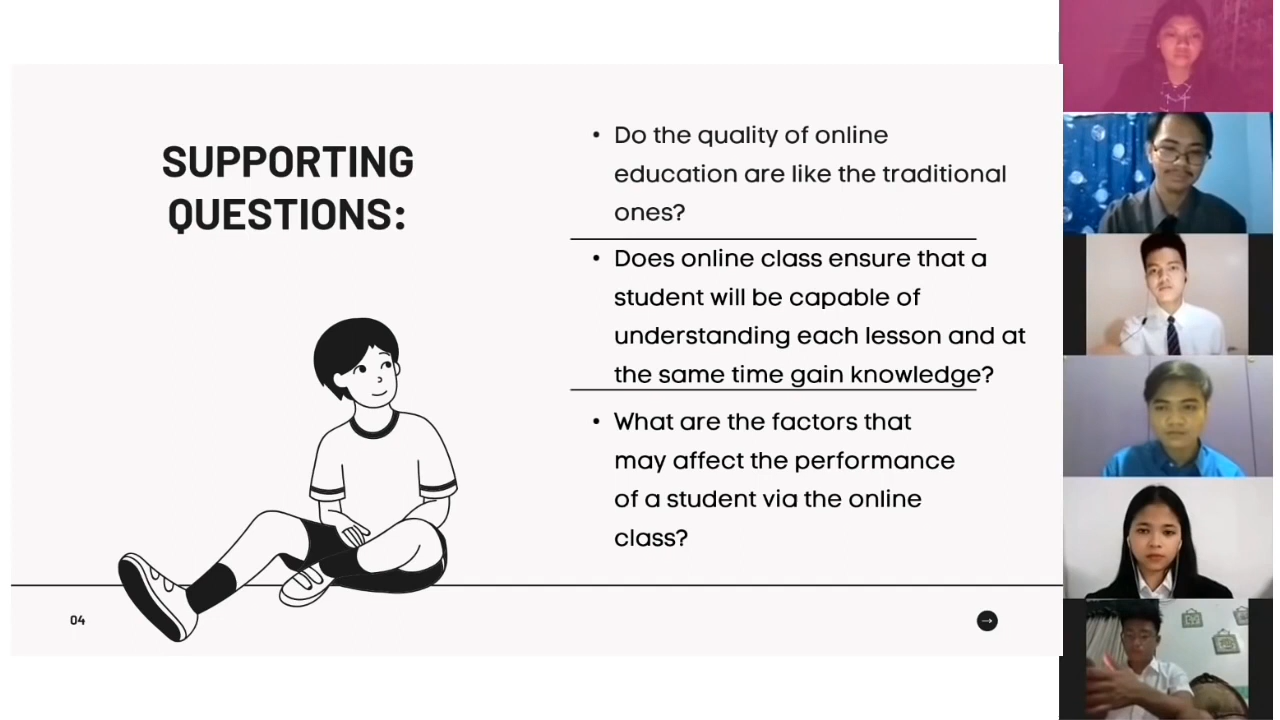 SUPPORTING
QUESTIONS:
• Do the quality of online
education are like the traditional
ones?
• Does online class ensure that a
student will be capable of
understanding each lesson and at
the same time gain knowledge?
• What are the factors that
may affect the performance
of a student via the online
class?
04